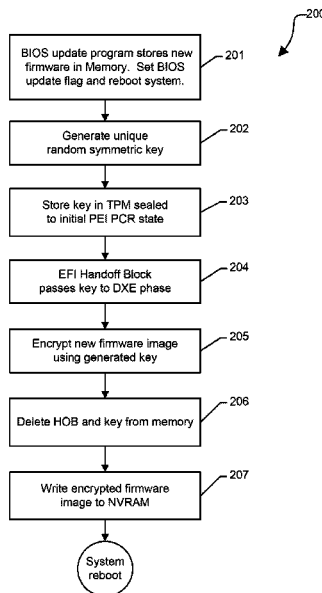 200
BIOS update program stores new
firmware in Memory. Set BIOS
update flag and reboot system.
201
Generate unique
random symmetric key
202
Store key in TPM sealed
to initial PEI PCR state
203
EFI Handoff Block
passes key to DXE phase
204
Encrypt new firmware image
using generated key
205
Delete HOB and key from memory
206
Write encrypted firmware
image to NVRAM
207
System
reboot